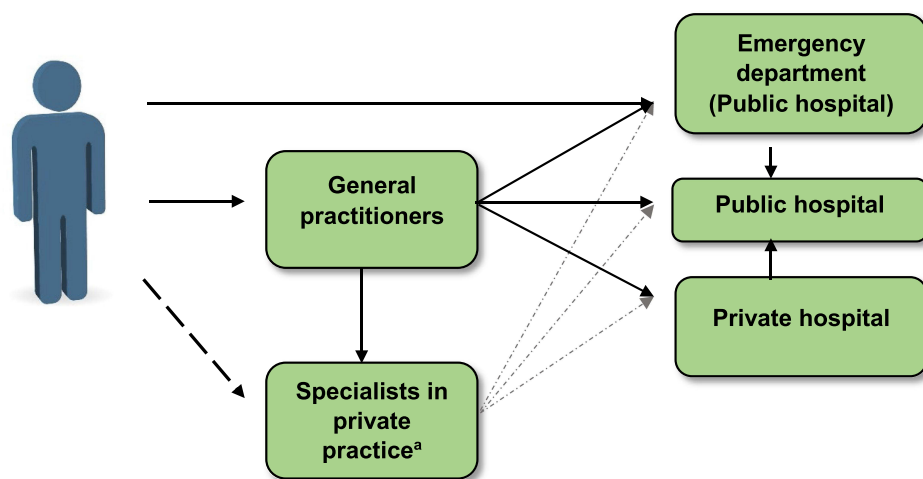 Emergency
department
(Public hospital)
General
practitioners
Public hospital
Private hospital
Specialists in
private
practiceᵃ